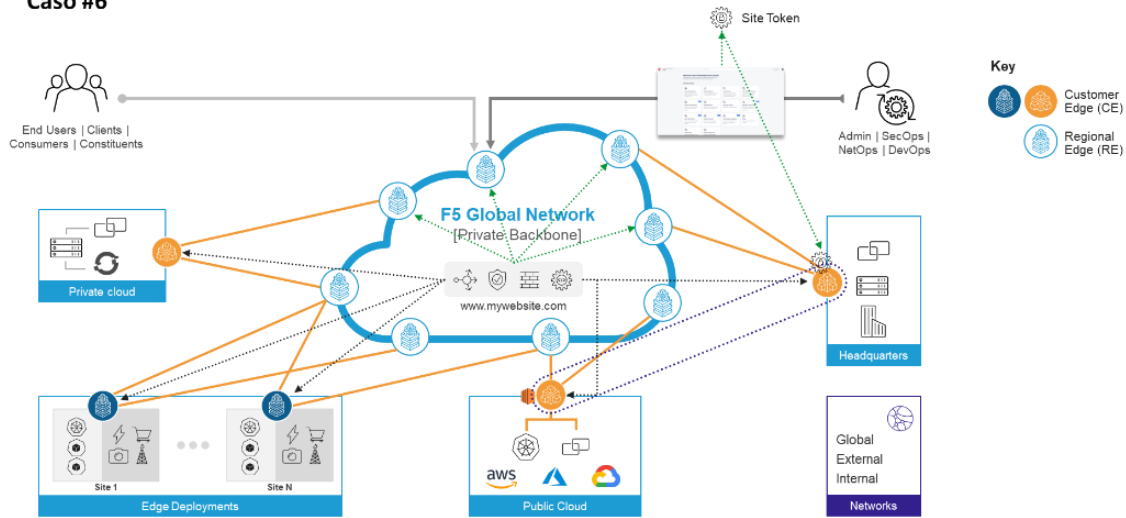 Caso #6
Site Token
Key
Customer
Edge (CE)
Regional
Edge (RE)
End Users | Clients |
Consumers | Constituents
Admin | SecOps |
NetOps | DevOps
F5 Global Network
[Private Backbone]
www.mywebsite.com
Private cloud
Headquarters
Site 1
Site N
Edge Deployments
aws
Public Cloud
Global
External
Internal
Networks